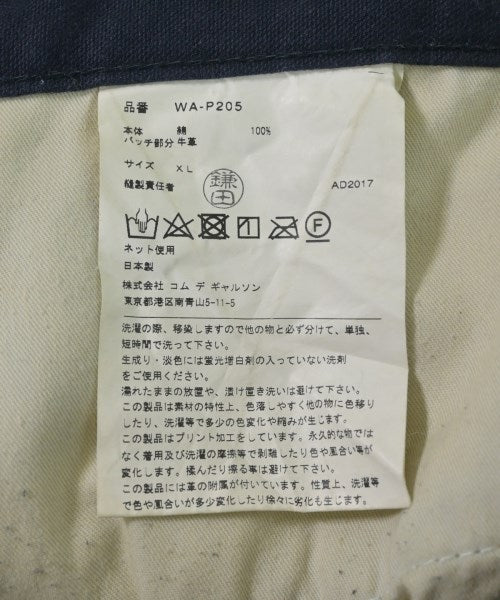 品番 WA-P205
本体 綿 100%
パッチ部分 牛革
サイズ XL
縫製責任者 鎌田 AD2017
F
ネット使用
日本製
株式会社 コム デ ギャルソン
東京都港区南青山5-11-5
洗濯の際、移染しますので他の物と必ず分けて、単独、
短時間で洗って下さい。
生成り・淡色には蛍光増白剤の入っていない洗剤
をご使用ください。
濡れたままの放置や、漬け置き洗いは避けて下さい。
この製品は素材の特性上、色落しやすく他の物に色移り
したり、洗濯等で多少の色変化や縮みが生じます。
この製品はプリント加工をしています。永久的な物では
なく着用及び洗濯の摩擦等で剥離したり色や風合い等が
変化します。揉んだり擦る事は避けて下さい。
この製品には革の附属が付いています。性質上、洗濯等
で色や風合いが多少変化したり徐々に劣化も生じます。